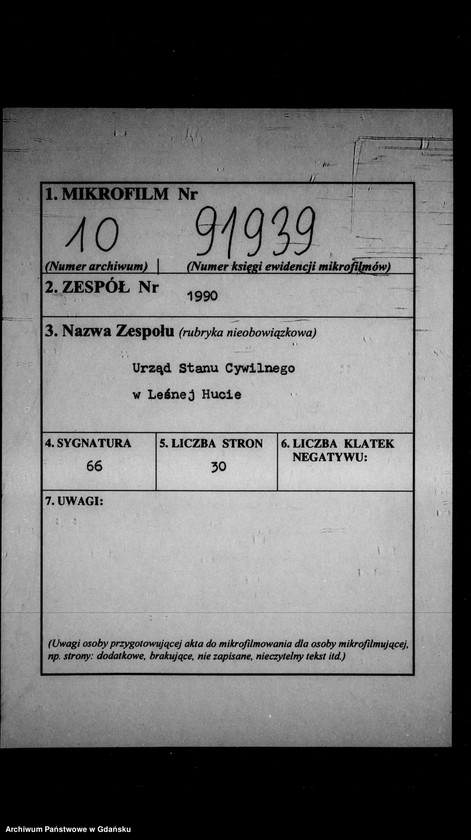 1. MIKROFILM Nr
10 91939
(Numer archiwum) (Numer księgi ewidencji mikrofilmów)
2. ZESPÓŁ Nr 1990
3. Nazwa Zespołu (rubryka nieobowiązkowa)
Urząd Stanu Cywilnego
w Leśnej Hucie
4. SYGNATURA
66
5. LICZBA STRON
30
6. LICZBA KLATEK
NEGATYWU:
7. UWAGI:
(Uwagi osoby przygotowującej akta do mikrofilmowania dla osoby mikrofilmującej,
np. strony: dodatkowe, brakujące, nie zapisane, nieczytelny tekst itd.)
Archiwum Państwowe w Gdańsku